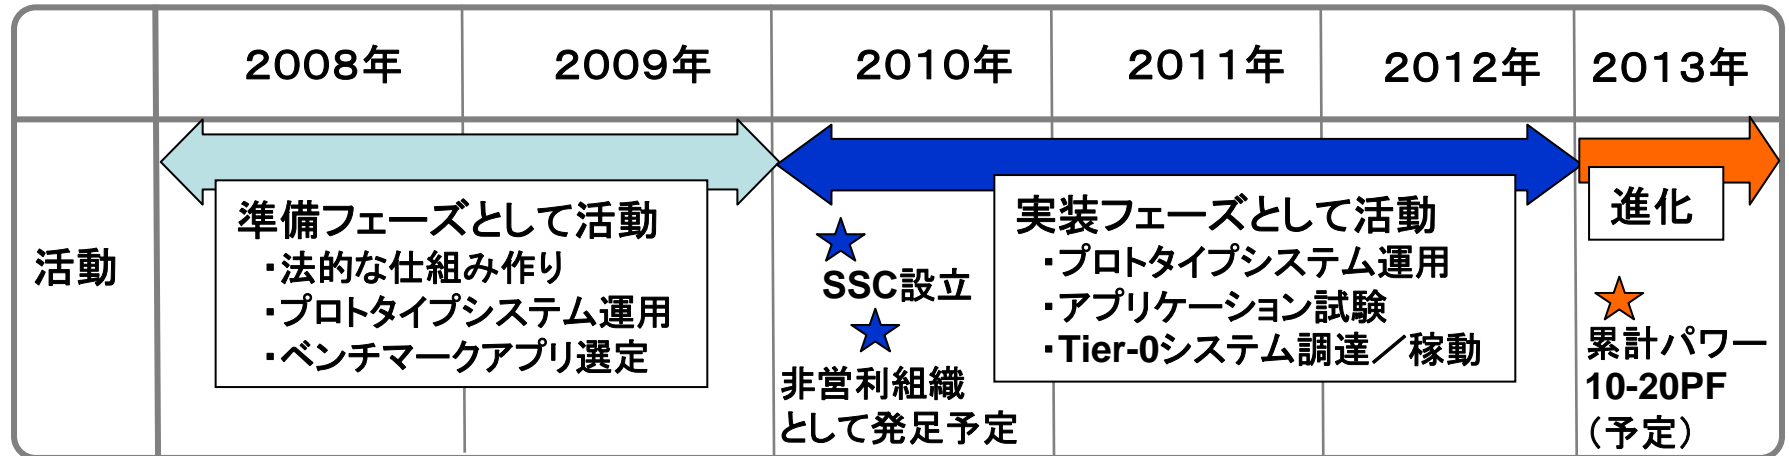 2008年
2009年
2010年
2011年
2012年
2013年
活動
準備フェーズとして活動
・法的な仕組み作り
・プロトタイプシステム運用
・ベンチマークアプリ選定
SSC設立
非営利組織
として発足予定
実装フェーズとして活動
・プロトタイプシステム運用
・アプリケーション試験
・Tier-0システム調達／稼動
進化
累計パワー
10-20PF
（予定）